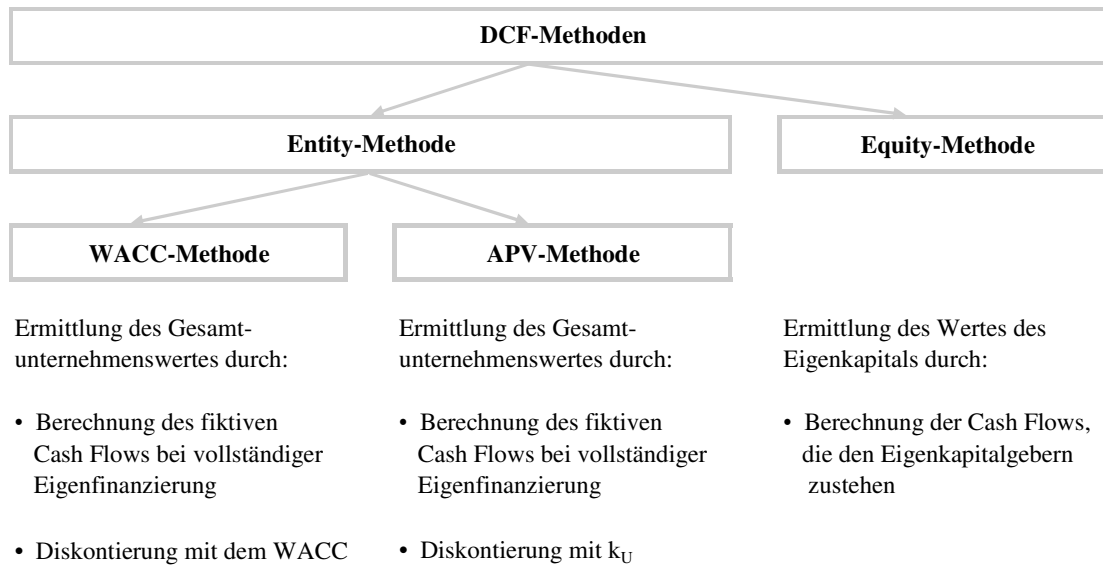 DCF-Methoden
Entity-Methode
Equity-Methode
WACC-Methode
APV-Methode
Ermittlung des Gesamt-
unternehmenswertes durch:
• Berechnung des fiktiven
Cash Flows bei vollständiger
Eigenfinanzierung
• Diskontierung mit dem WACC
Ermittlung des Gesamt-
unternehmenswertes durch:
• Berechnung des fiktiven
Cash Flows bei vollständiger
Eigenfinanzierung
• Diskontierung mit k_U
Ermittlung des Wertes des
Eigenkapitals durch:
• Berechnung der Cash Flows,
die den Eigenkapitalgebern
zustehen